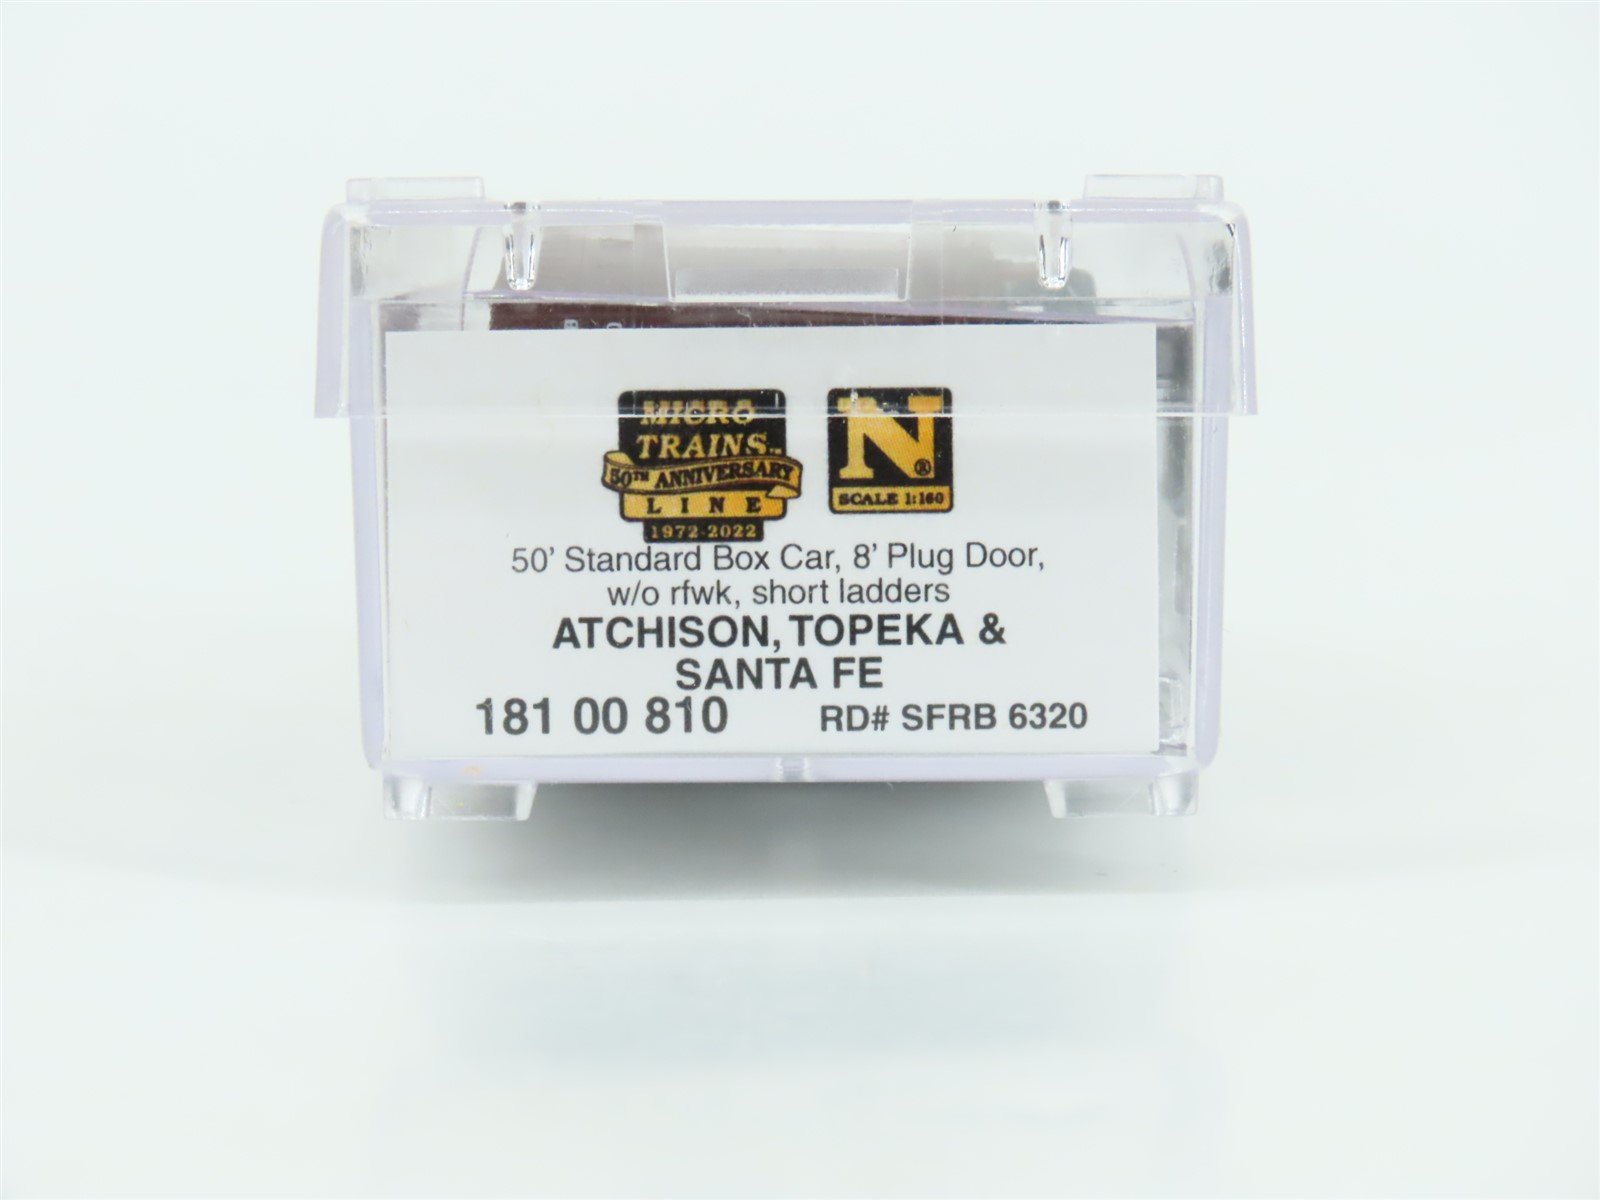 MICRO
TRAINS
50TH ANNIVERSARY
LINE
1972-2022
N®
SCALE 1:160
50' Standard Box Car, 8' Plug Door,
w/o rfwk, short ladders
ATCHISON, TOPEKA &
SANTA FE
181 00 810 RD# SFRB 6320